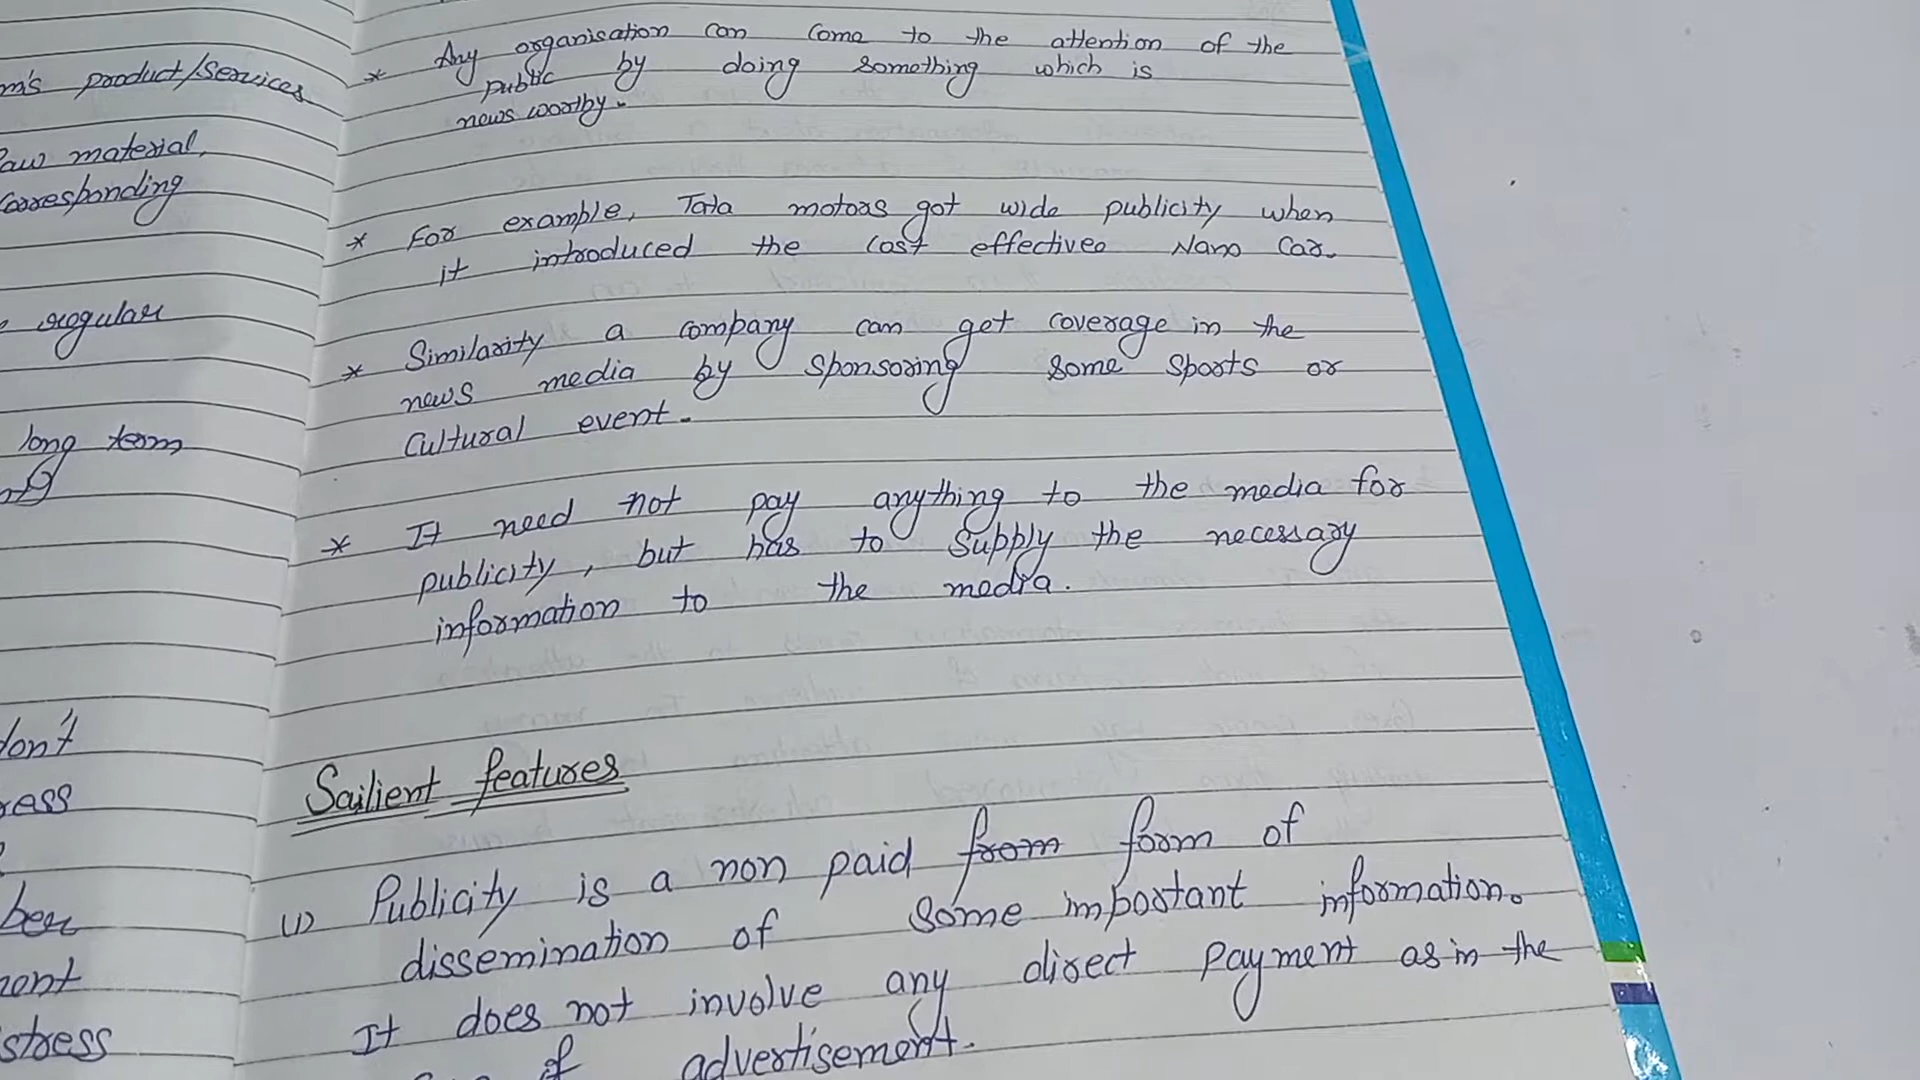 m's product/services
raw material,
corresponding
regular
long term
don't
ress
ber
ment
stress
* Any organisation can come to the attention of the
public by doing something which is
news woorthy.
* For example, Tata motors got wide publicity when
it introduced the cost effectivee Nano Car.
* Similarity a company can get coverage in the
news media by sponsoring some sports or
cultural event.
* It need not pay anything to the media for
publicity, but has to supply the necessary
information to the media.
Sailient features
(1) Publicity is a non paid from form of
dissemination of some important information.
It does not involve any direct payment as in the
of advertisement.